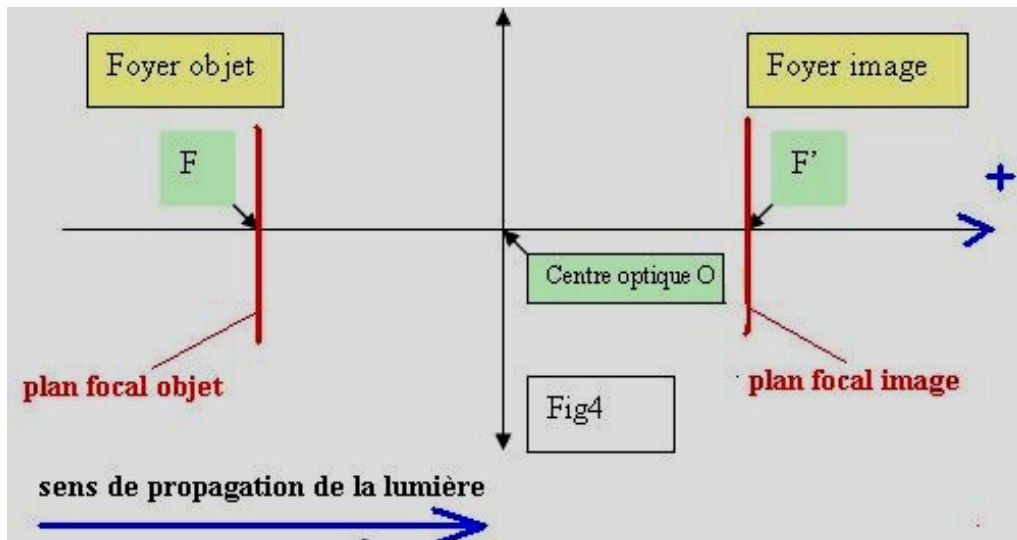 Foyer objet
Foyer image
F
F’
+
Centre optique O
plan focal objet
plan focal image
Fig4
sens de propagation de la lumière